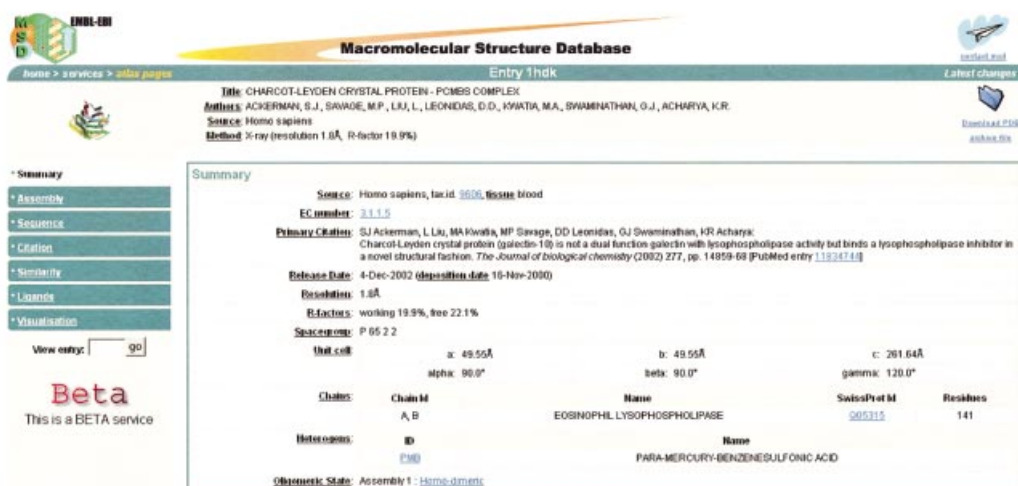 M S D
EMBL-EBI
Macromolecular Structure Database
home > services > atlas pages
Entry 1hdk
Latest changes
Title: CHARCOT-LEYDEN CRYSTAL PROTEIN - PCMBS COMPLEX
Authors: ACKERMAN, S.J., SAVAGE, M.P., LIU, L., LEONIDAS, D.D., KWATIA, M.A., SWAMINATHAN, G.J., ACHARYA, K.R.
Source: Homo sapiens
Method: X-ray (resolution 1.8Å, R-factor 19.9%)
Download PDB
archive file
Summary
Assembly
Sequence
Citation
Similarity
Ligands
Visualisation
View entry: go
Beta
This is a BETA service
Summary
Source: Homo sapiens, tax.id. 9606, tissue blood
EC number: 3.1.1.5
Primary Citation: SJ Ackerman, L Liu, MA Kwatia, MP Savage, DD Leonidas, GJ Swaminathan, KR Acharya:
Charcot-Leyden crystal protein (galectin-10) is not a dual function galectin with lysophospholipase activity but binds a lysophospholipase inhibitor in
a novel structural fashion. The Journal of biological chemistry (2002) 277, pp. 14859-68 [PubMed entry 11834744]
Release Date: 4-Dec-2002 (deposition date 16-Nov-2000)
Resolution: 1.8Å
R-factors: working 19.9%, free 22.1%
Spacegroup: P 65 2 2
Unit cell: a: 49.55Å b: 49.55Å c: 261.64Å
alpha: 90.0° beta: 90.0° gamma: 120.0°
Chains: Chain Id Name SwissProt Id Residues
A, B EOSINOPHIL LYSOPHOSPHOLIPASE Q05315 141
Heterogens: ID Name
PMB PARA-MERCURY-BENZENESULFONIC ACID
Oligomeric State: Assembly 1 : Homo-dimeric